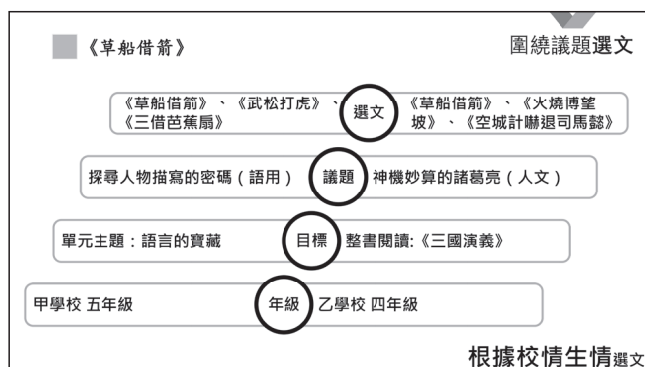 《草船借箭》
圍繞議題選文
《草船借箭》、《武松打虎》、
《三借芭蕉扇》
選文
《草船借箭》、《火燒博望
坡》、《空城計嚇退司馬懿》
探尋人物描寫的密碼(語用)
議題
神機妙算的諸葛亮(人文)
單元主題:語言的寶藏
目標
整書閱讀:《三國演義》
甲學校 五年級
年級
乙學校 四年級
根據校情生情選文